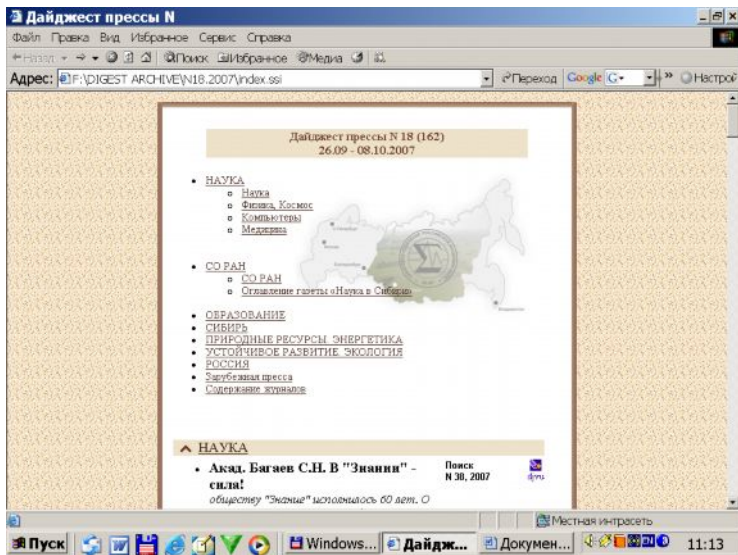 Дайджест прессы N
Файл Правка Вид Избранное Сервис Справка
Назад Поиск Избранное Медиа
Адрес: F:\DIGEST ARCHIVE\N18.2007\index.ssi Переход Google G Настрой
Дайджест прессы N 18 (162)
26.09 - 08.10.2007
НАУКА
Наука
Физика, Космос
Компьютеры
Медицина
СО РАН
СО РАН
Оглавление газеты «Наука в Сибири»
ОБРАЗОВАНИЕ
СИБИРЬ
ПРИРОДНЫЕ РЕСУРСЫ ЭНЕРГЕТИКА
УСТОЙЧИВОЕ РАЗВИТИЕ ЭКОЛОГИЯ
РОССИЯ
Зарубежная пресса
Содержание журналов
НАУКА
Акад. Багаев С.Н. В "Знании" - Поиск
сила! N 38, 2007 djvu
обществу "Знание" исполнилось 60 лет. О
Местная интрасеть
Пуск Windows... Дайдж... Докумен... 11:13